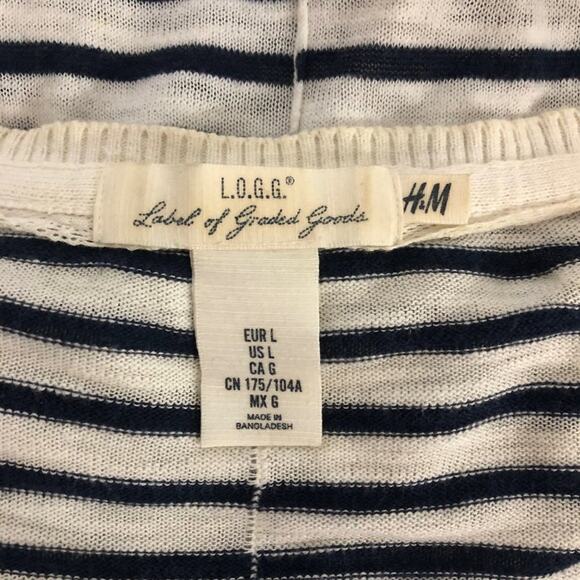 L.O.G.G.®
Label of Graded Goods
H&M
EUR L
US L
CA G
CN 175/104A
MX G
MADE IN
BANGLADESH